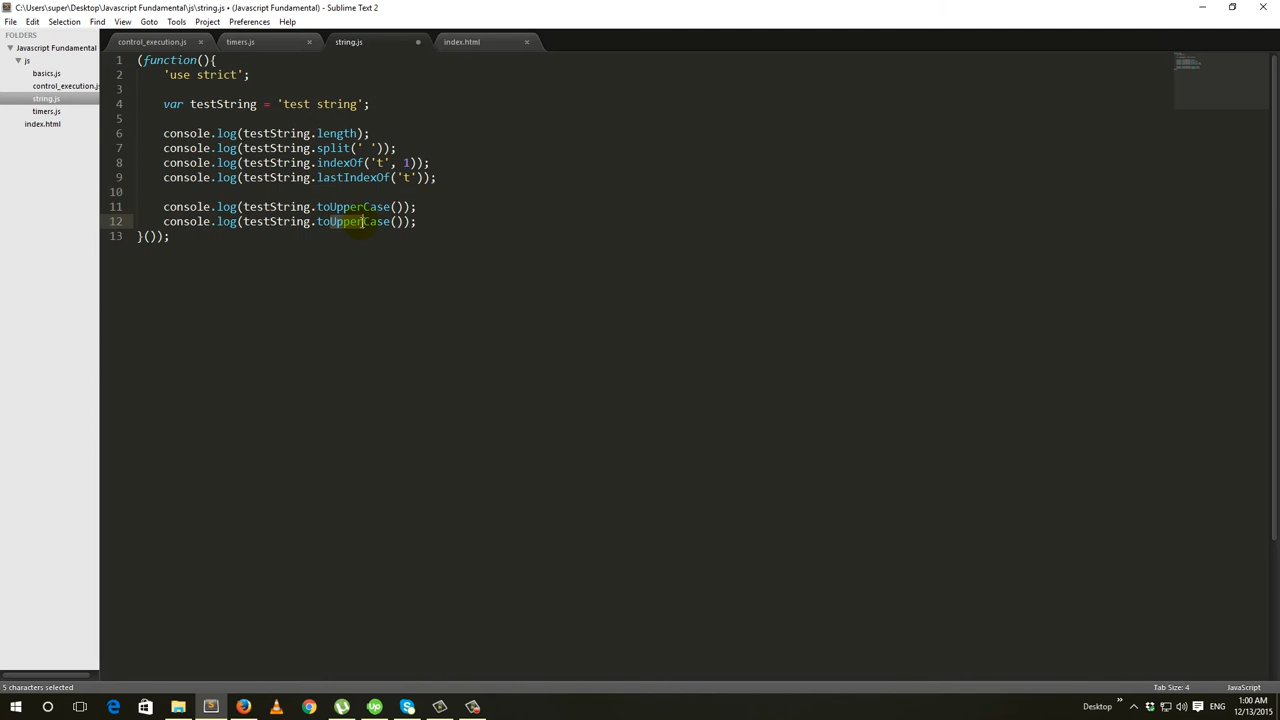 C:\Users\super\Desktop\Javascript Fundamental\js\string.js • (Javascript Fundamental) - Sublime Text 2
File Edit Selection Find View Goto Tools Project Preferences Help
FOLDERS
Javascript Fundamental
js
basics.js
control_execution.js
string.js
timers.js
index.html
control_execution.js timers.js string.js index.html
1 (function(){
2 'use strict';
3
4 var testString = 'test string';
5
6 console.log(testString.length);
7 console.log(testString.split(' '));
8 console.log(testString.indexOf('t', 1));
9 console.log(testString.lastIndexOf('t'));
10
11 console.log(testString.toUpperCase());
12 console.log(testString.toUpperCase());
13 }());
5 characters selected
Tab Size: 4 JavaScript
Desktop
1:00 AM
12/13/2015